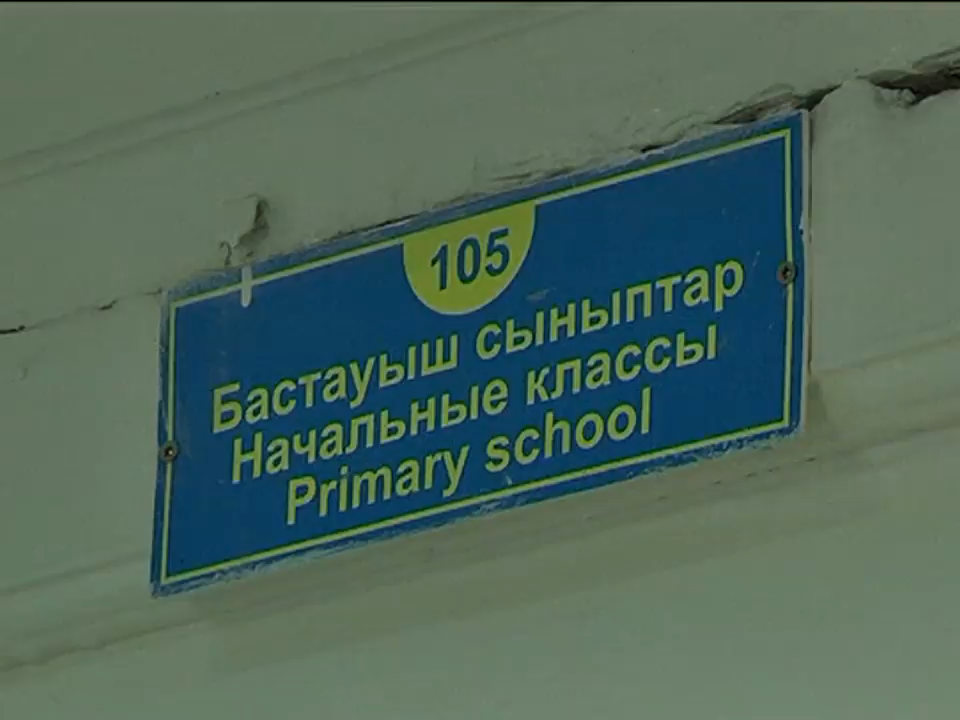 105
Бастауыш сыныптар
Начальные классы
Primary school